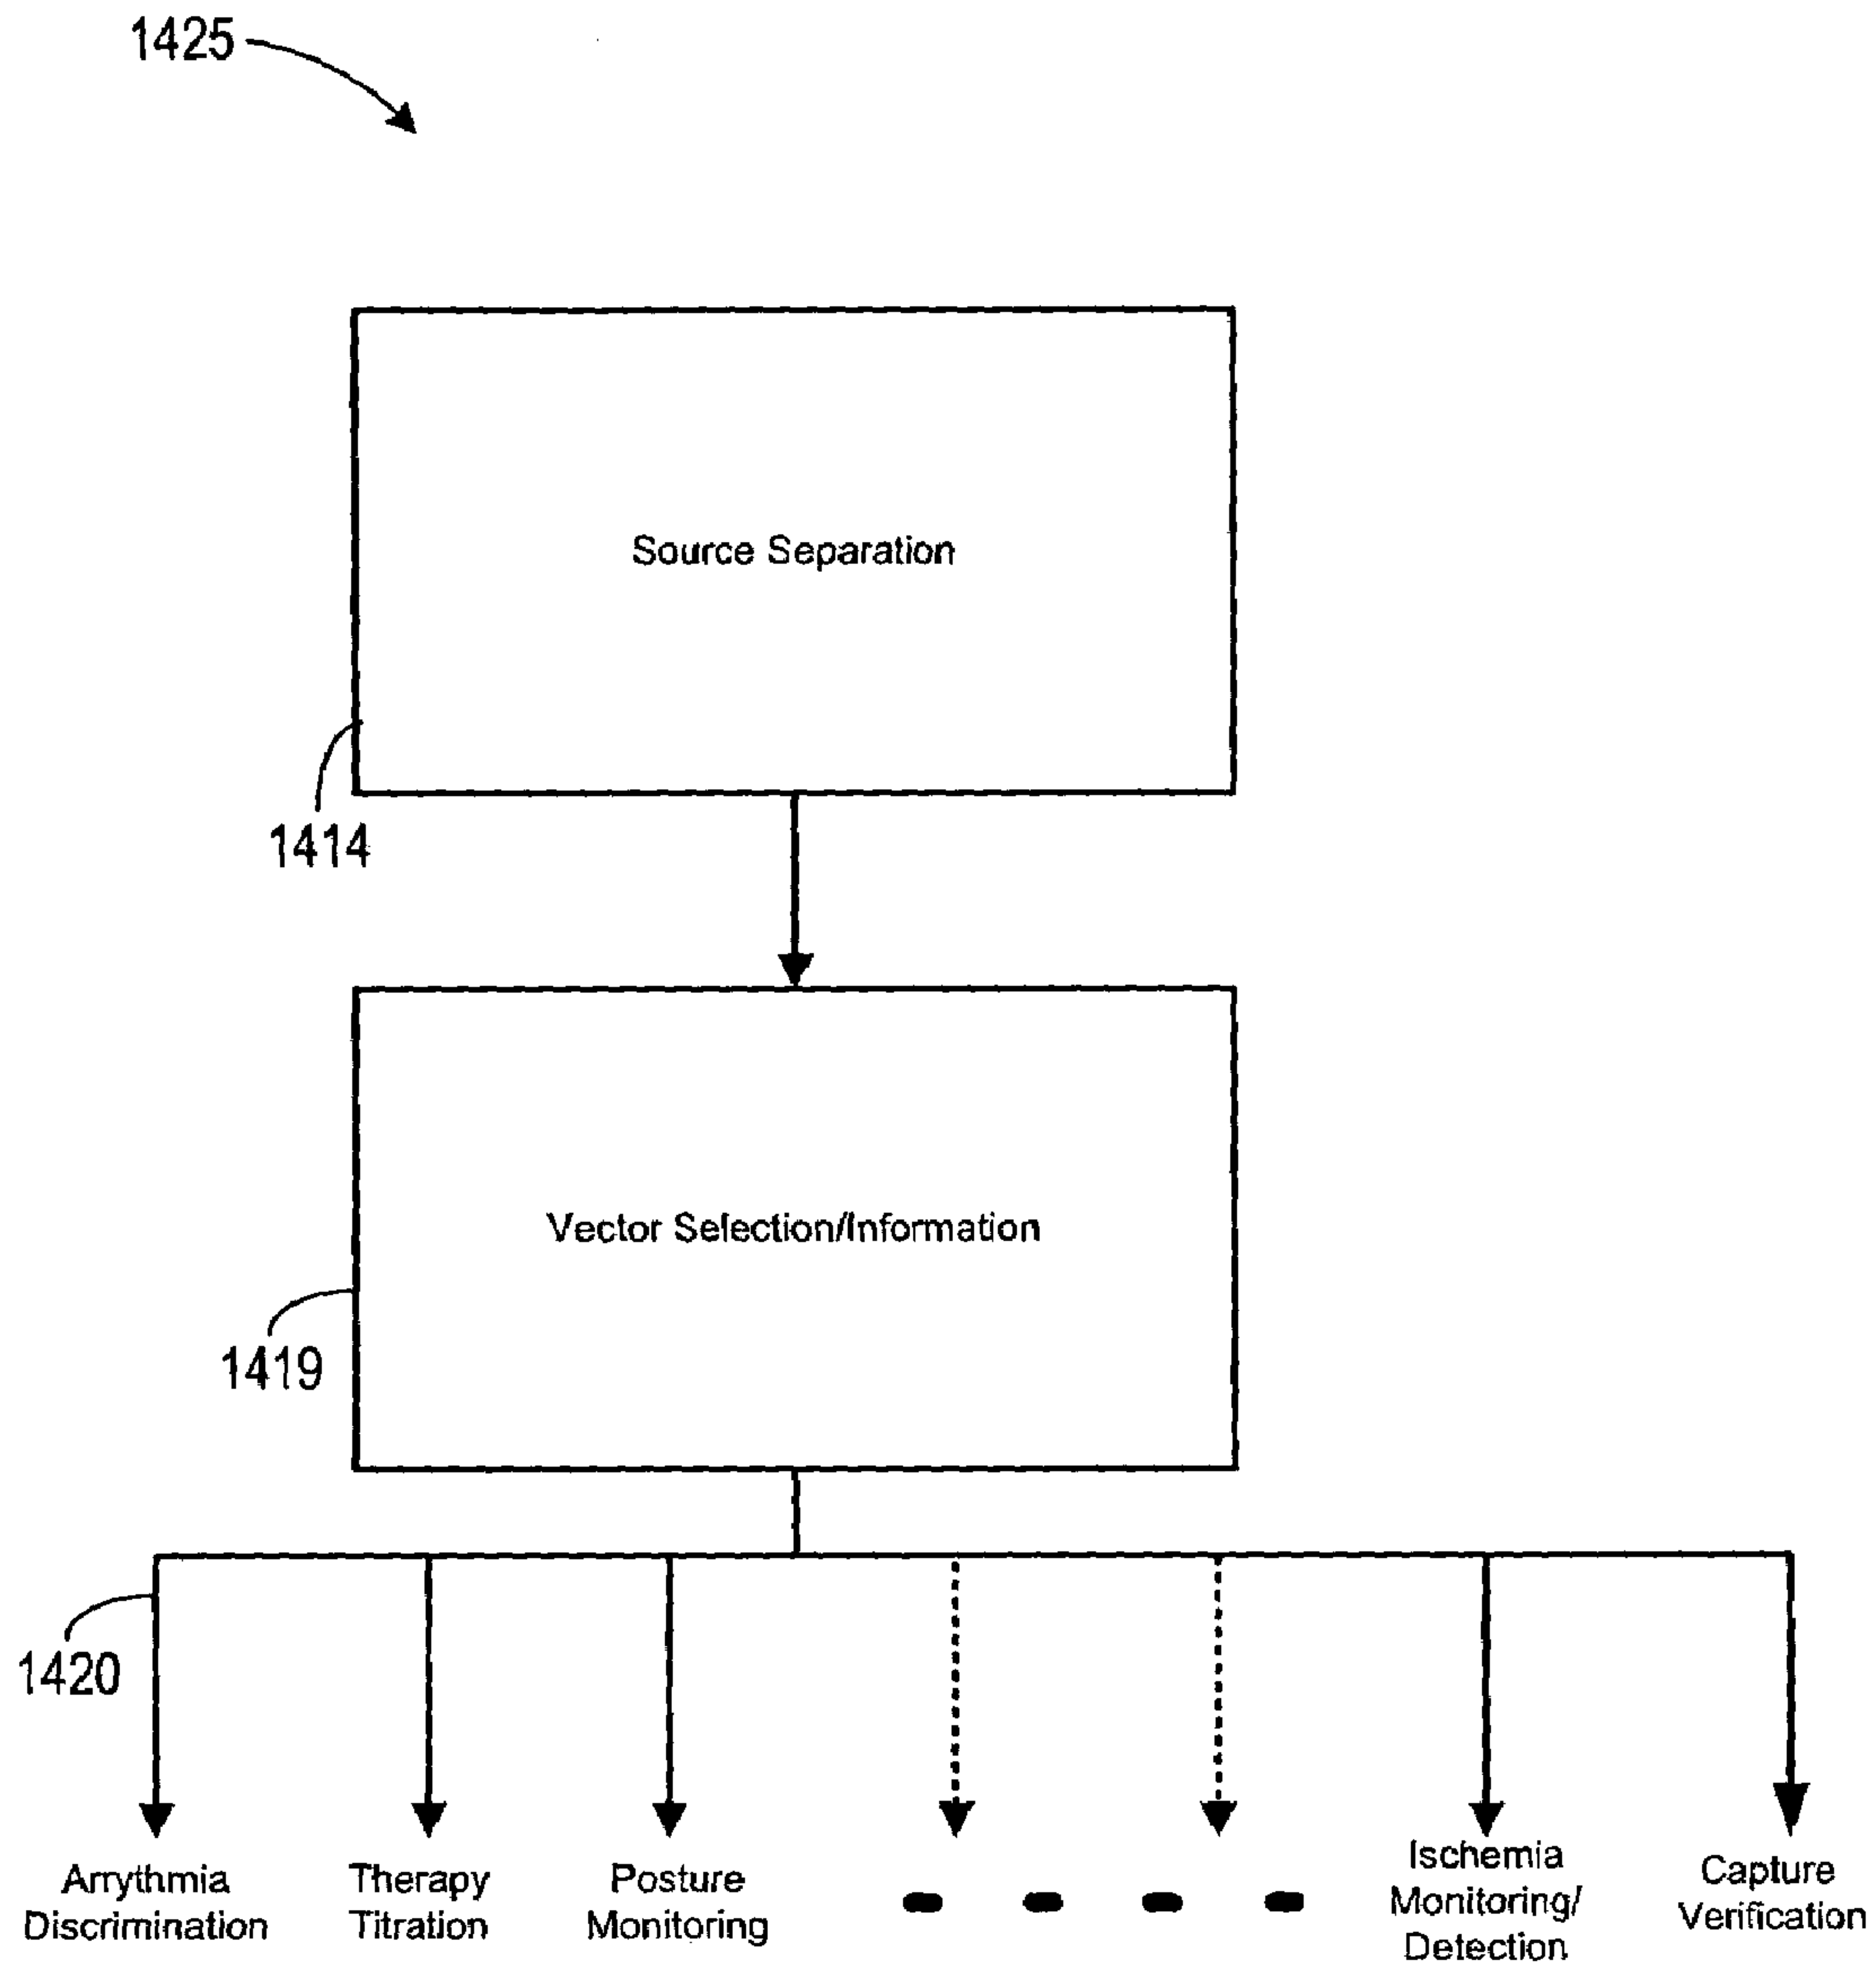 1425
Source Separation
1414
Vector Selection/Information
1419
1420
Arrythmia
Discrimination
Therapy
Titration
Posture
Monitoring
Ischemia
Monitoring/
Detection
Capture
Verification